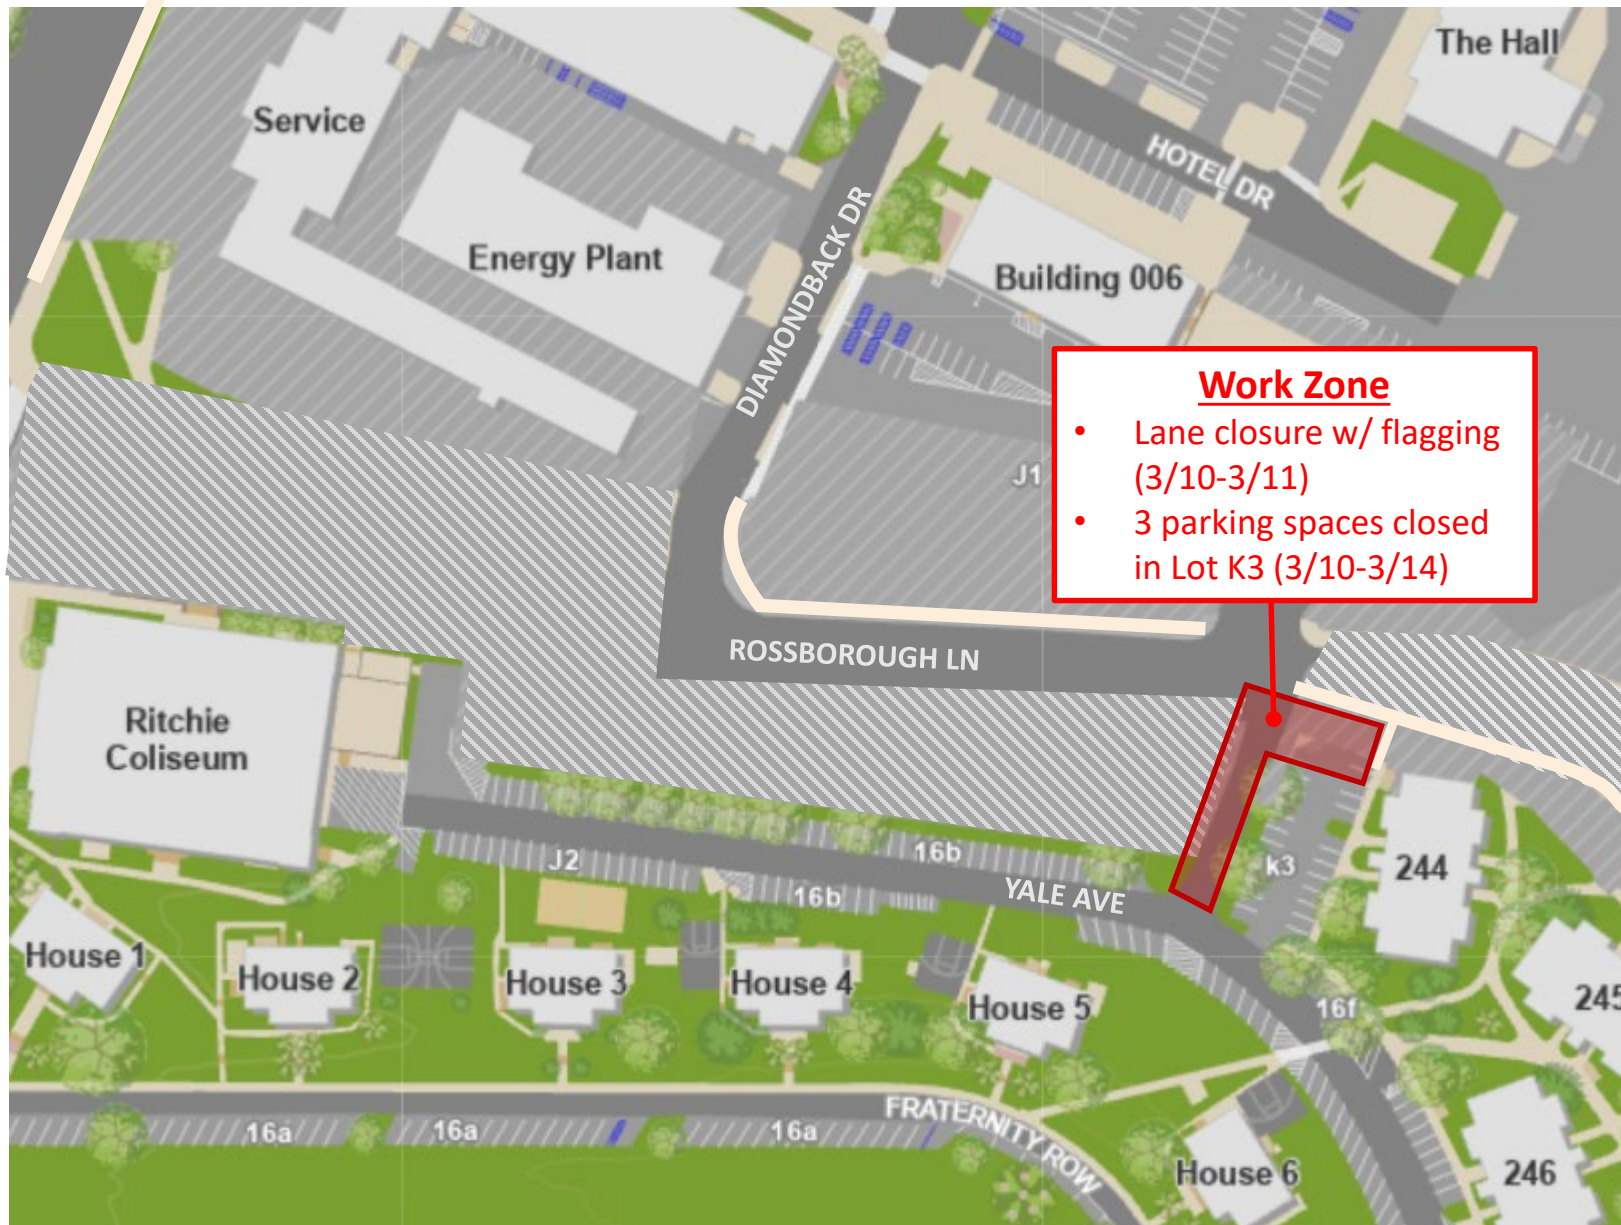 The Hall
Service
HOTEL DR
DIAMONDBACK DR
Energy Plant
Building 006
Work Zone
• Lane closure w/ flagging
(3/10-3/11)
• 3 parking spaces closed
in Lot K3 (3/10-3/14)
J1
ROSSBOROUGH LN
Ritchie
Coliseum
J2
16b
16b
YALE AVE
k3
244
House 1
House 2
House 3
House 4
House 5
16f
245
16a
16a
16a
FRATERNITY ROW
House 6
246